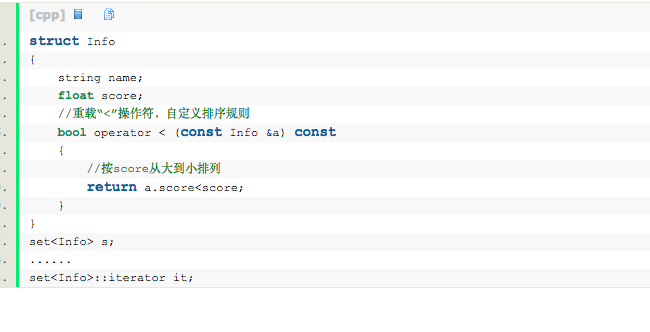 [cpp]
struct Info
{
    string name;
    float score;
    //重载“<”操作符，自定义排序规则
    bool operator < (const Info &a) const
    {
        //按score从大到小排列
        return a.score<score;
    }
}
set<Info> s;
......
set<Info>::iterator it;